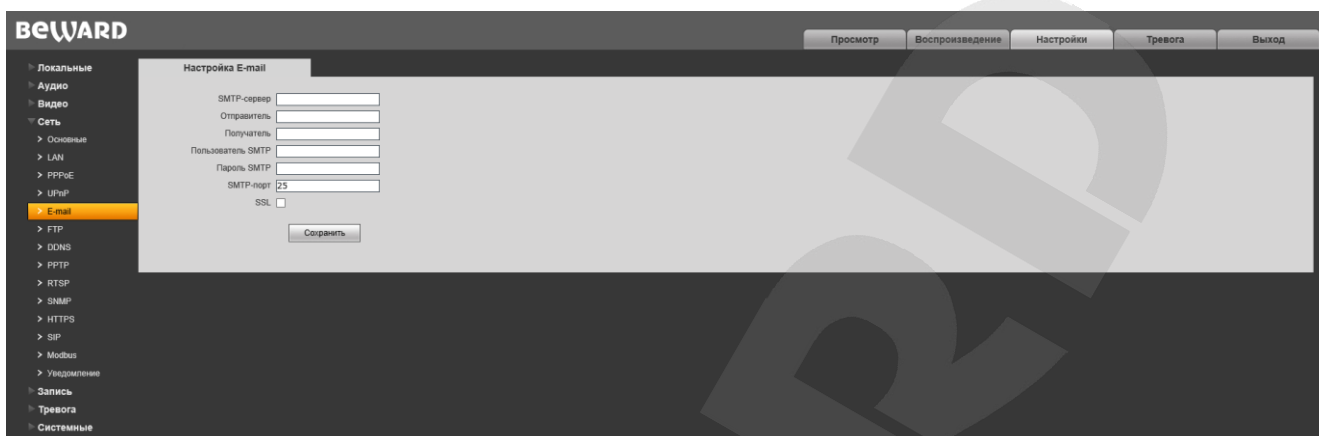 BEWARD
Просмотр Воспроизведение Настройки Тревога Выход
Локальные
Аудио
Видео
Сеть
> Основные
> LAN
> PPPoE
> UPnP
> E-mail
> FTP
> DDNS
> PPTP
> RTSP
> SNMP
> HTTPS
> SIP
> Modbus
> Уведомление
Запись
Тревога
Системные
Настройка E-mail
SMTP-сервер
Отправитель
Получатель
Пользователь SMTP
Пароль SMTP
SMTP-порт 25
SSL
Сохранить
RD